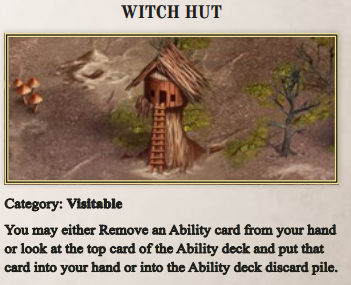 WITCH HUT
Category: Visitable
You may either Remove an Ability card from your hand
or look at the top card of the Ability deck and put that
card into your hand or into the Ability deck discard pile.